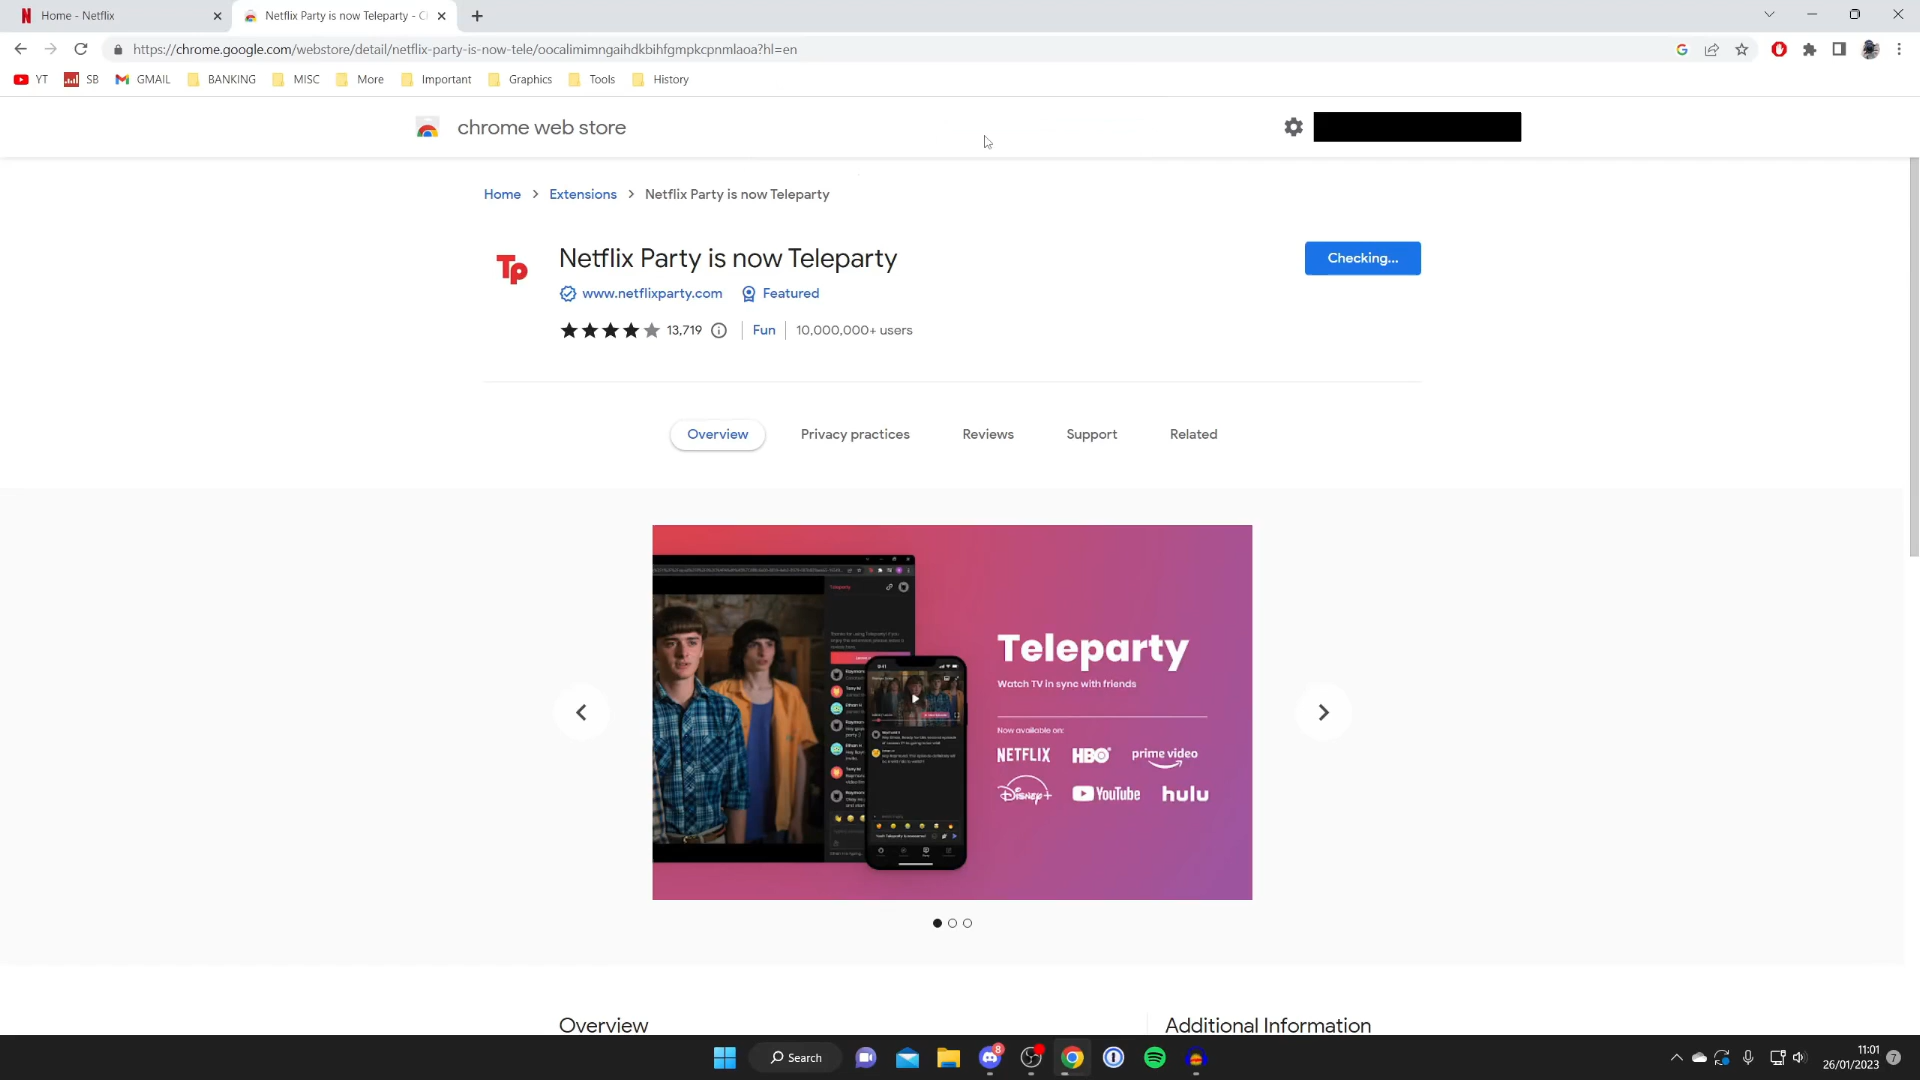 Home - Netflix
Netflix Party is now Teleparty - C
https://chrome.google.com/webstore/detail/netflix-party-is-now-tele/oocalimimngaihdkbihfgmpkcpnmlaoa?hl=en
YT SB GMAIL BANKING MISC More Important Graphics Tools History
chrome web store
Home > Extensions > Netflix Party is now Teleparty
Tp
Netflix Party is now Teleparty
Checking...
www.netflixparty.com Featured
13,719 Fun 10,000,000+ users
Overview Privacy practices Reviews Support Related
Teleparty
Watch TV in sync with friends
Now available on:
NETFLIX HBO prime video
Disney+ YouTube hulu
Overview
Additional Information
Search
8
11:01
26/01/2023
7